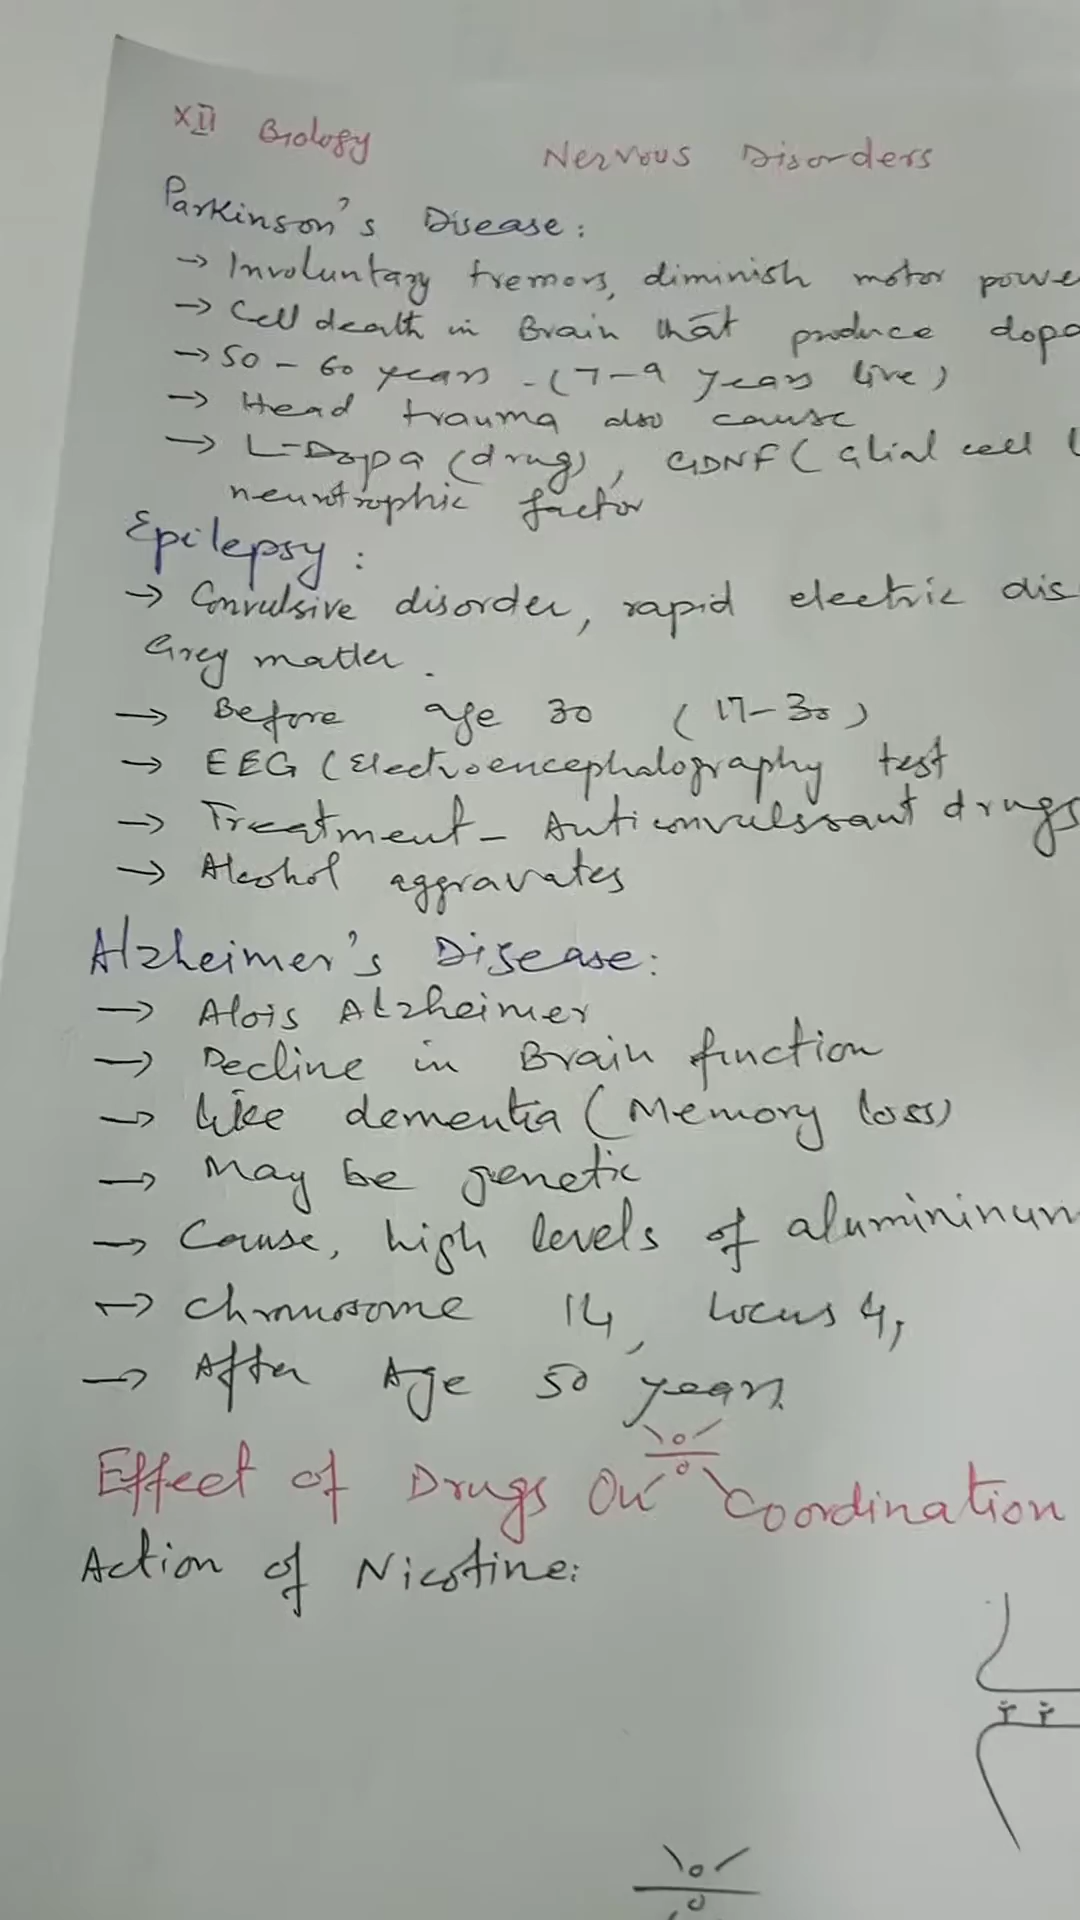 XII Biology Nervous Disorders
Parkinson's Disease:
→ Involuntary tremors, diminish motor powe
→ Cell death in Brain that produce dopa
→ 50 - 60 years - (7-9 years live)
→ Head trauma also cause
→ L-Dopa (drug), GDNF ( Glial cell
neurotrophic factor
Epilepsy:
→ Convulsive disorder, rapid electric dis
Grey matter.
→ Before age 30 (17-30)
→ EEG (Electroencephalography test
→ Treatment - Anticonvulssant drugs
→ Alcohol aggravates
Alzheimer's Disease:
→ Alois Alzheimer
→ Decline in Brain function
→ like dementia (Memory loss)
→ May be genetic
→ Cause, high levels of alumininum
→ Chromosome 14, locus 4,
→ After Age 50 years.
Effect of Drugs On Coordination
Action of Nicotine: